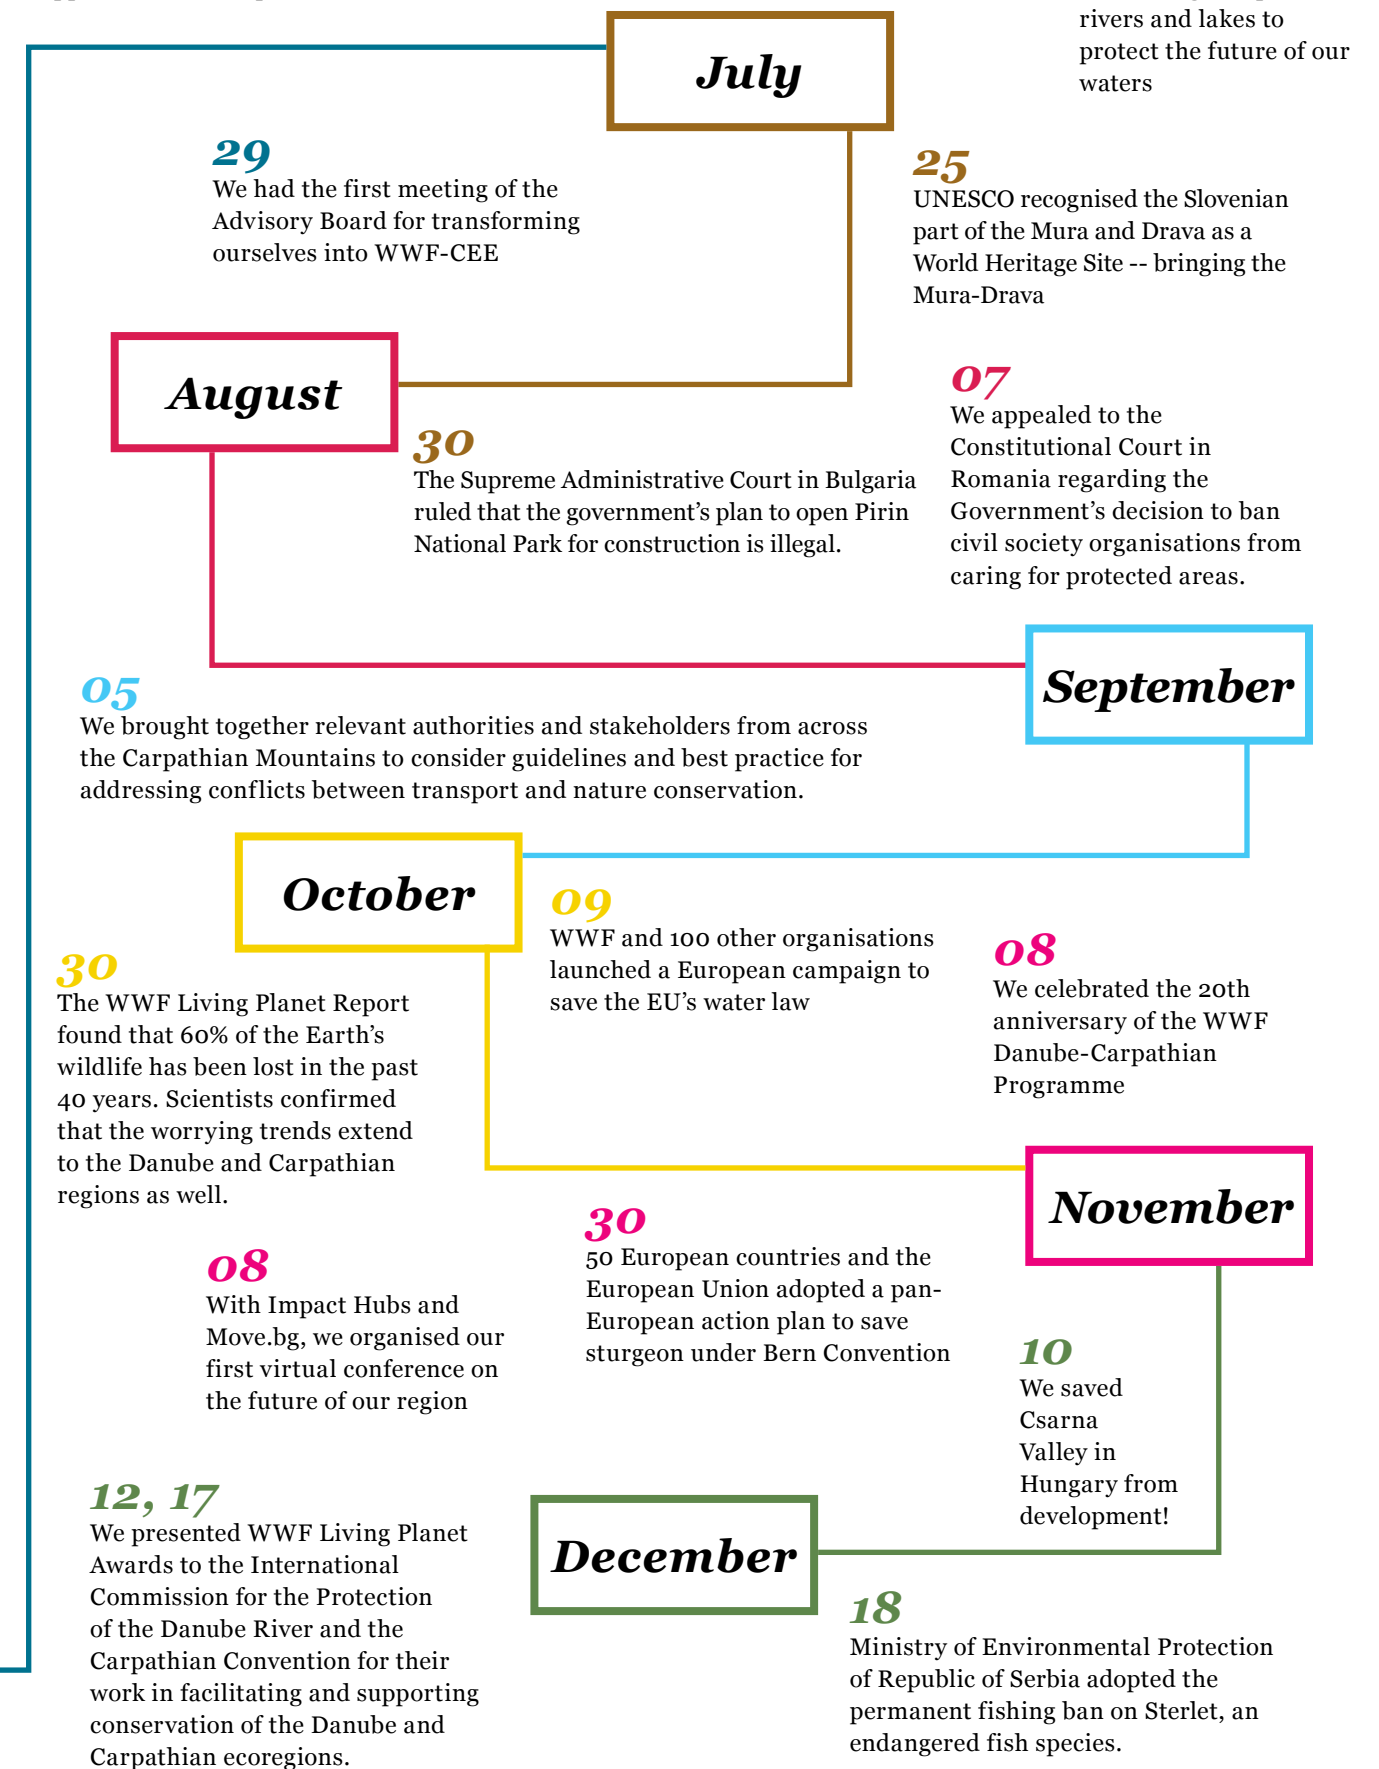 rivers and lakes to
protect the future of our
waters
July
29
We had the first meeting of the
Advisory Board for transforming
ourselves into WWF-CEE
25
UNESCO recognised the Slovenian
part of the Mura and Drava as a
World Heritage Site -- bringing the
Mura-Drava
August
30
The Supreme Administrative Court in Bulgaria
ruled that the government’s plan to open Pirin
National Park for construction is illegal.
07
We appealed to the
Constitutional Court in
Romania regarding the
Government’s decision to ban
civil society organisations from
caring for protected areas.
September
05
We brought together relevant authorities and stakeholders from across
the Carpathian Mountains to consider guidelines and best practice for
addressing conflicts between transport and nature conservation.
October
09
WWF and 100 other organisations
launched a European campaign to
save the EU’s water law
30
The WWF Living Planet Report
found that 60% of the Earth’s
wildlife has been lost in the past
40 years. Scientists confirmed
that the worrying trends extend
to the Danube and Carpathian
regions as well.
08
We celebrated the 20th
anniversary of the WWF
Danube-Carpathian
Programme
November
30
50 European countries and the
European Union adopted a pan-
European action plan to save
sturgeon under Bern Convention
08
With Impact Hubs and
Move.bg, we organised our
first virtual conference on
the future of our region
10
We saved
Csarna
Valley in
Hungary from
development!
12, 17
We presented WWF Living Planet
Awards to the International
Commission for the Protection
of the Danube River and the
Carpathian Convention for their
work in facilitating and supporting
conservation of the Danube and
Carpathian ecoregions.
December
18
Ministry of Environmental Protection
of Republic of Serbia adopted the
permanent fishing ban on Sterlet, an
endangered fish species.